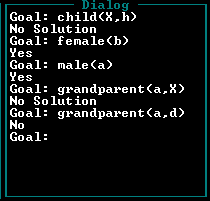 Dialog
Goal: child(X,h)
No Solution
Goal: female(b)
Yes
Goal: male(a)
Yes
Goal: grandparent(a,X)
No Solution
Goal: grandparent(a,d)
No
Goal: